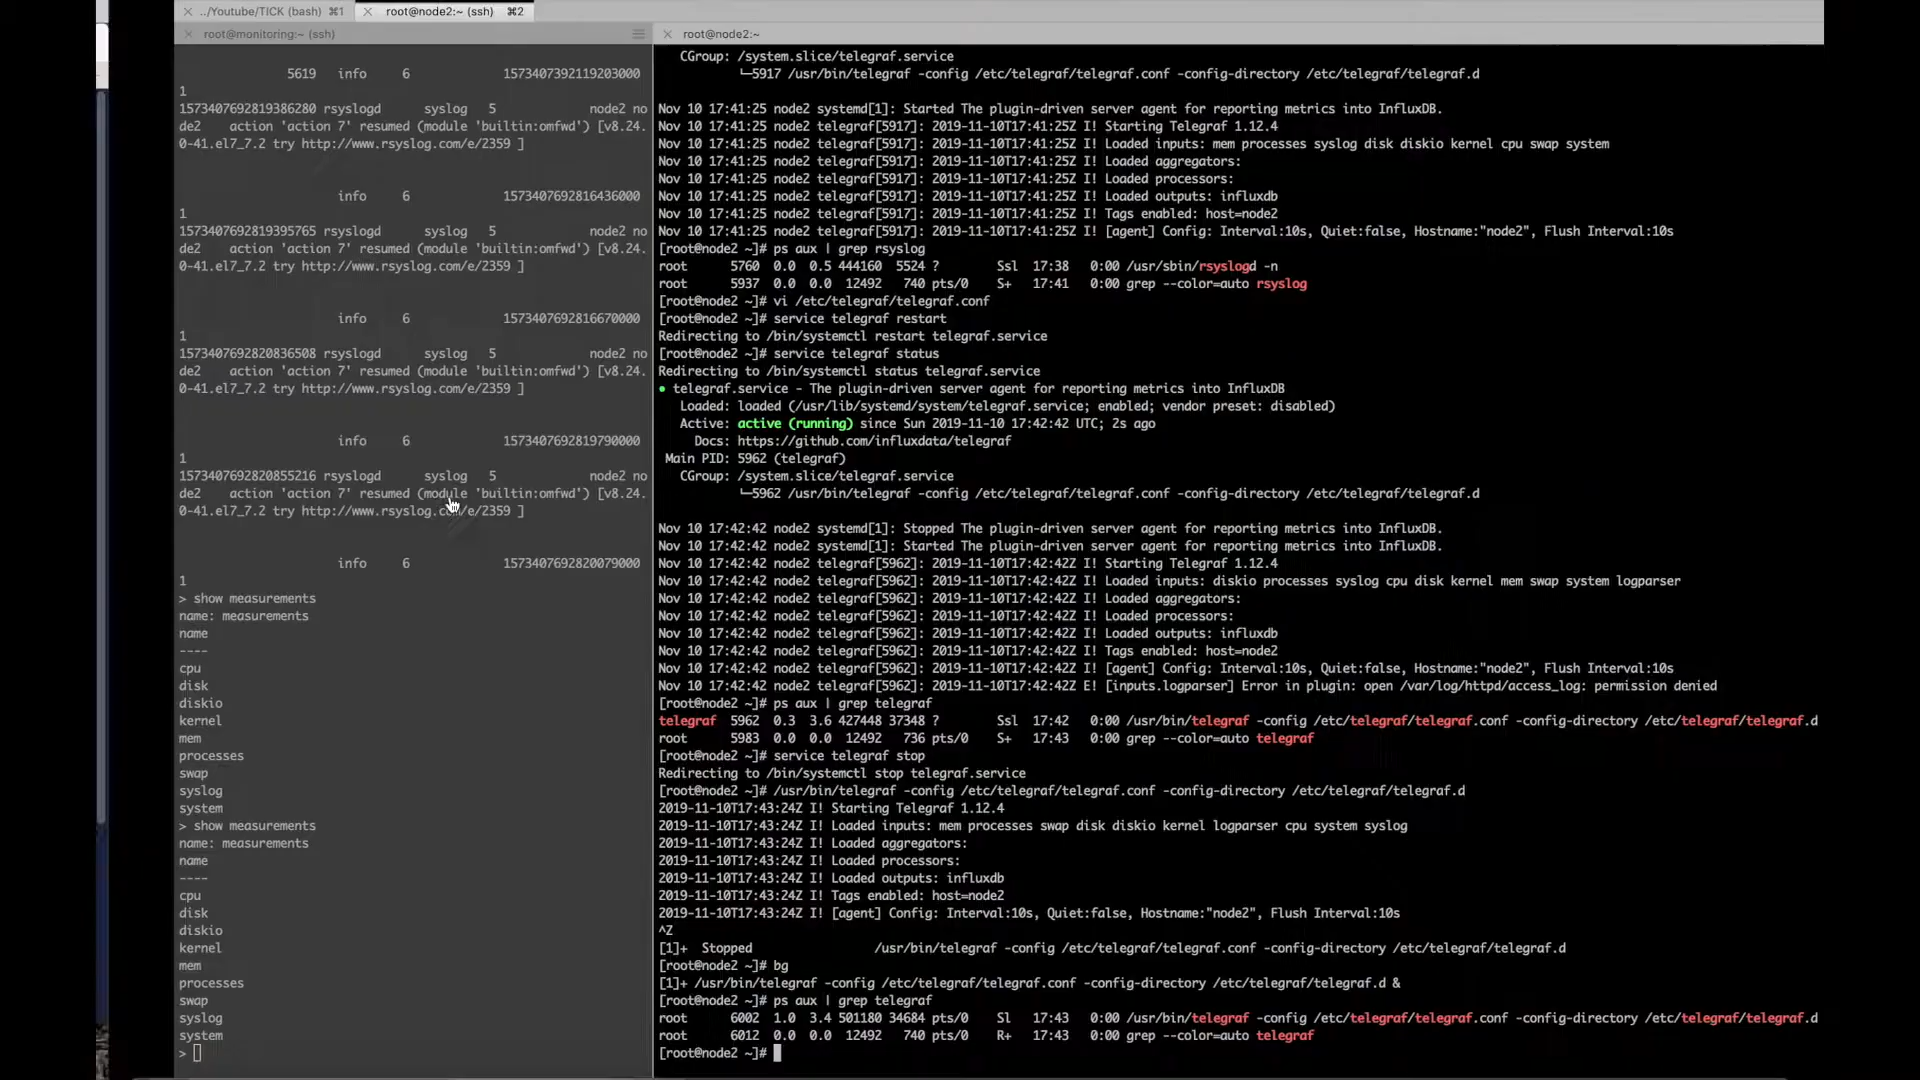 ../Youtube/TICK (bash) ⌘1
root@node2:~ (ssh) ⌘2
root@monitoring:~ (ssh)
5619 info 6 1573407392119203000
1
1573407692819386280 rsyslogd syslog 5 node2 no
de2 action 'action 7' resumed (module 'builtin:omfwd') [v8.24.
0-41.el7_7.2 try http://www.rsyslog.com/e/2359 ]
info 6 1573407692816436000
1
1573407692819395765 rsyslogd syslog 5 node2 no
de2 action 'action 7' resumed (module 'builtin:omfwd') [v8.24.
0-41.el7_7.2 try http://www.rsyslog.com/e/2359 ]
info 6 1573407692816670000
1
1573407692820836508 rsyslogd syslog 5 node2 no
de2 action 'action 7' resumed (module 'builtin:omfwd') [v8.24.
0-41.el7_7.2 try http://www.rsyslog.com/e/2359 ]
info 6 1573407692819790000
1
1573407692820855216 rsyslogd syslog 5 node2 no
de2 action 'action 7' resumed (module 'builtin:omfwd') [v8.24.
0-41.el7_7.2 try http://www.rsyslog.com/e/2359 ]
info 6 1573407692820079000
1
> show measurements
name: measurements
name
----
cpu
disk
diskio
kernel
mem
processes
swap
syslog
system
> show measurements
name: measurements
name
----
cpu
disk
diskio
kernel
mem
processes
swap
syslog
system
>
root@node2:~
CGroup: /system.slice/telegraf.service
└─5917 /usr/bin/telegraf -config /etc/telegraf/telegraf.conf -config-directory /etc/telegraf/telegraf.d
Nov 10 17:41:25 node2 systemd[1]: Started The plugin-driven server agent for reporting metrics into InfluxDB.
Nov 10 17:41:25 node2 telegraf[5917]: 2019-11-10T17:41:25Z I! Starting Telegraf 1.12.4
Nov 10 17:41:25 node2 telegraf[5917]: 2019-11-10T17:41:25Z I! Loaded inputs: mem processes syslog disk diskio kernel cpu swap system
Nov 10 17:41:25 node2 telegraf[5917]: 2019-11-10T17:41:25Z I! Loaded aggregators:
Nov 10 17:41:25 node2 telegraf[5917]: 2019-11-10T17:41:25Z I! Loaded processors:
Nov 10 17:41:25 node2 telegraf[5917]: 2019-11-10T17:41:25Z I! Loaded outputs: influxdb
Nov 10 17:41:25 node2 telegraf[5917]: 2019-11-10T17:41:25Z I! Tags enabled: host=node2
Nov 10 17:41:25 node2 telegraf[5917]: 2019-11-10T17:41:25Z I! [agent] Config: Interval:10s, Quiet:false, Hostname:"node2", Flush Interval:10s
[root@node2 ~]# ps aux | grep rsyslog
root 5760 0.0 0.5 444160 5524 ? Ssl 17:38 0:00 /usr/sbin/rsyslogd -n
root 5937 0.0 0.0 12492 740 pts/0 S+ 17:41 0:00 grep --color=auto rsyslog
[root@node2 ~]# vi /etc/telegraf/telegraf.conf
[root@node2 ~]# service telegraf restart
Redirecting to /bin/systemctl restart telegraf.service
[root@node2 ~]# service telegraf status
Redirecting to /bin/systemctl status telegraf.service
● telegraf.service - The plugin-driven server agent for reporting metrics into InfluxDB
Loaded: loaded (/usr/lib/systemd/system/telegraf.service; enabled; vendor preset: disabled)
Active: active (running) since Sun 2019-11-10 17:42:42 UTC; 2s ago
Docs: https://github.com/influxdata/telegraf
Main PID: 5962 (telegraf)
CGroup: /system.slice/telegraf.service
└─5962 /usr/bin/telegraf -config /etc/telegraf/telegraf.conf -config-directory /etc/telegraf/telegraf.d
Nov 10 17:42:42 node2 systemd[1]: Stopped The plugin-driven server agent for reporting metrics into InfluxDB.
Nov 10 17:42:42 node2 systemd[1]: Started The plugin-driven server agent for reporting metrics into InfluxDB.
Nov 10 17:42:42 node2 telegraf[5962]: 2019-11-10T17:42:42Z I! Starting Telegraf 1.12.4
Nov 10 17:42:42 node2 telegraf[5962]: 2019-11-10T17:42:42Z I! Loaded inputs: diskio processes syslog cpu disk kernel mem swap system logparser
Nov 10 17:42:42 node2 telegraf[5962]: 2019-11-10T17:42:42Z I! Loaded aggregators:
Nov 10 17:42:42 node2 telegraf[5962]: 2019-11-10T17:42:42Z I! Loaded processors:
Nov 10 17:42:42 node2 telegraf[5962]: 2019-11-10T17:42:42Z I! Loaded outputs: influxdb
Nov 10 17:42:42 node2 telegraf[5962]: 2019-11-10T17:42:42Z I! Tags enabled: host=node2
Nov 10 17:42:42 node2 telegraf[5962]: 2019-11-10T17:42:42Z I! [agent] Config: Interval:10s, Quiet:false, Hostname:"node2", Flush Interval:10s
Nov 10 17:42:42 node2 telegraf[5962]: 2019-11-10T17:42:42Z E! [inputs.logparser] Error in plugin: open /var/log/httpd/access_log: permission denied
[root@node2 ~]# ps aux | grep telegraf
telegraf 5962 0.3 3.6 427448 37348 ? Ssl 17:42 0:00 /usr/bin/telegraf -config /etc/telegraf/telegraf.conf -config-directory /etc/telegraf/telegraf.d
root 5983 0.0 0.0 12492 736 pts/0 S+ 17:43 0:00 grep --color=auto telegraf
[root@node2 ~]# service telegraf stop
Redirecting to /bin/systemctl stop telegraf.service
[root@node2 ~]# /usr/bin/telegraf -config /etc/telegraf/telegraf.conf -config-directory /etc/telegraf/telegraf.d
2019-11-10T17:43:24Z I! Starting Telegraf 1.12.4
2019-11-10T17:43:24Z I! Loaded inputs: mem processes swap disk diskio kernel logparser cpu system syslog
2019-11-10T17:43:24Z I! Loaded aggregators:
2019-11-10T17:43:24Z I! Loaded processors:
2019-11-10T17:43:24Z I! Loaded outputs: influxdb
2019-11-10T17:43:24Z I! Tags enabled: host=node2
2019-11-10T17:43:24Z I! [agent] Config: Interval:10s, Quiet:false, Hostname:"node2", Flush Interval:10s
^Z
[1]+ Stopped /usr/bin/telegraf -config /etc/telegraf/telegraf.conf -config-directory /etc/telegraf/telegraf.d
[root@node2 ~]# bg
[1]+ /usr/bin/telegraf -config /etc/telegraf/telegraf.conf -config-directory /etc/telegraf/telegraf.d &
[root@node2 ~]# ps aux | grep telegraf
root 6002 1.0 3.4 501180 34684 pts/0 Sl 17:43 0:00 /usr/bin/telegraf -config /etc/telegraf/telegraf.conf -config-directory /etc/telegraf/telegraf.d
root 6012 0.0 0.0 12492 740 pts/0 R+ 17:43 0:00 grep --color=auto telegraf
[root@node2 ~]#